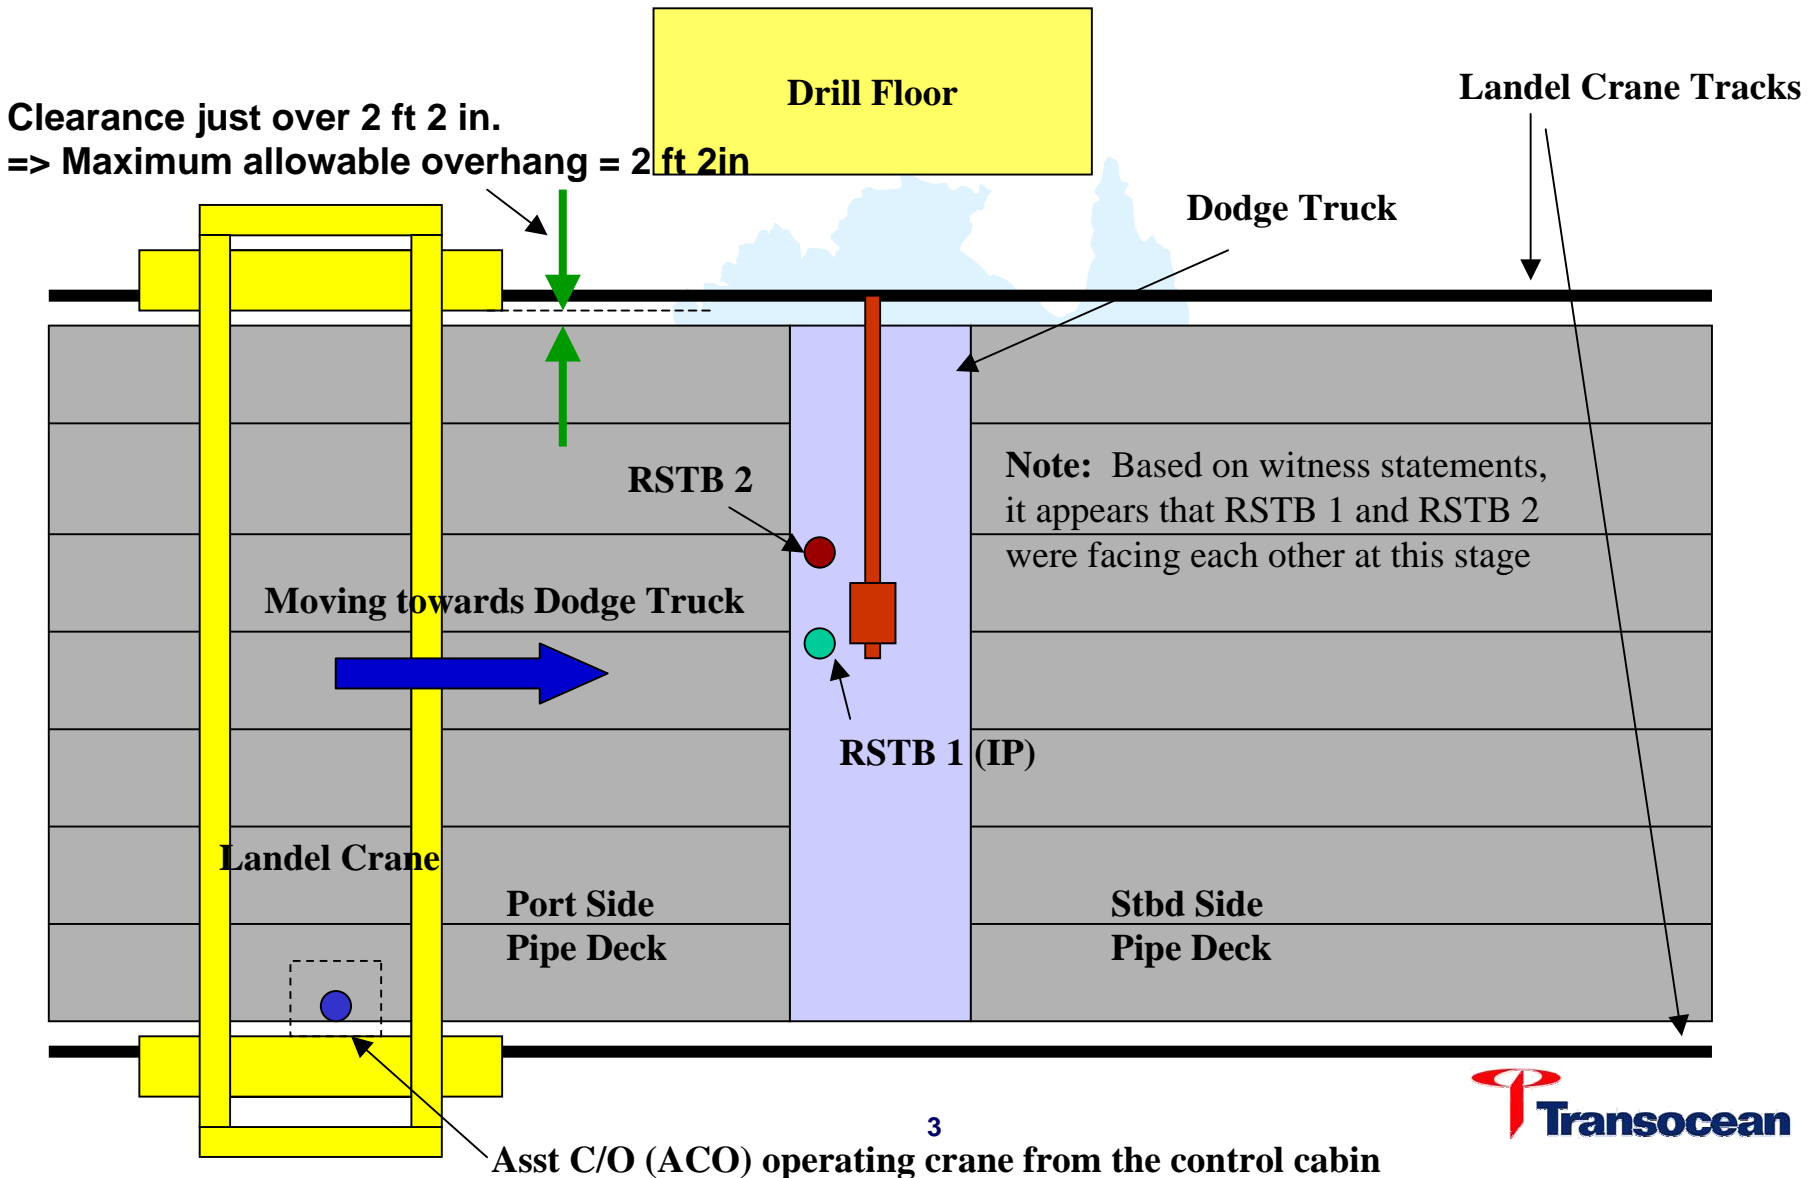 Drill Floor
Landel Crane Tracks
Clearance just over 2 ft 2 in.
=> Maximum allowable overhang = 2 ft 2in
Dodge Truck
RSTB 2
Note:  Based on witness statements,
it appears that RSTB 1 and RSTB 2
were facing each other at this stage
Moving towards Dodge Truck
RSTB 1 (IP)
Landel Crane
Port Side
Pipe Deck
Stbd Side
Pipe Deck
Transocean
3
Asst C/O (ACO) operating crane from the control cabin